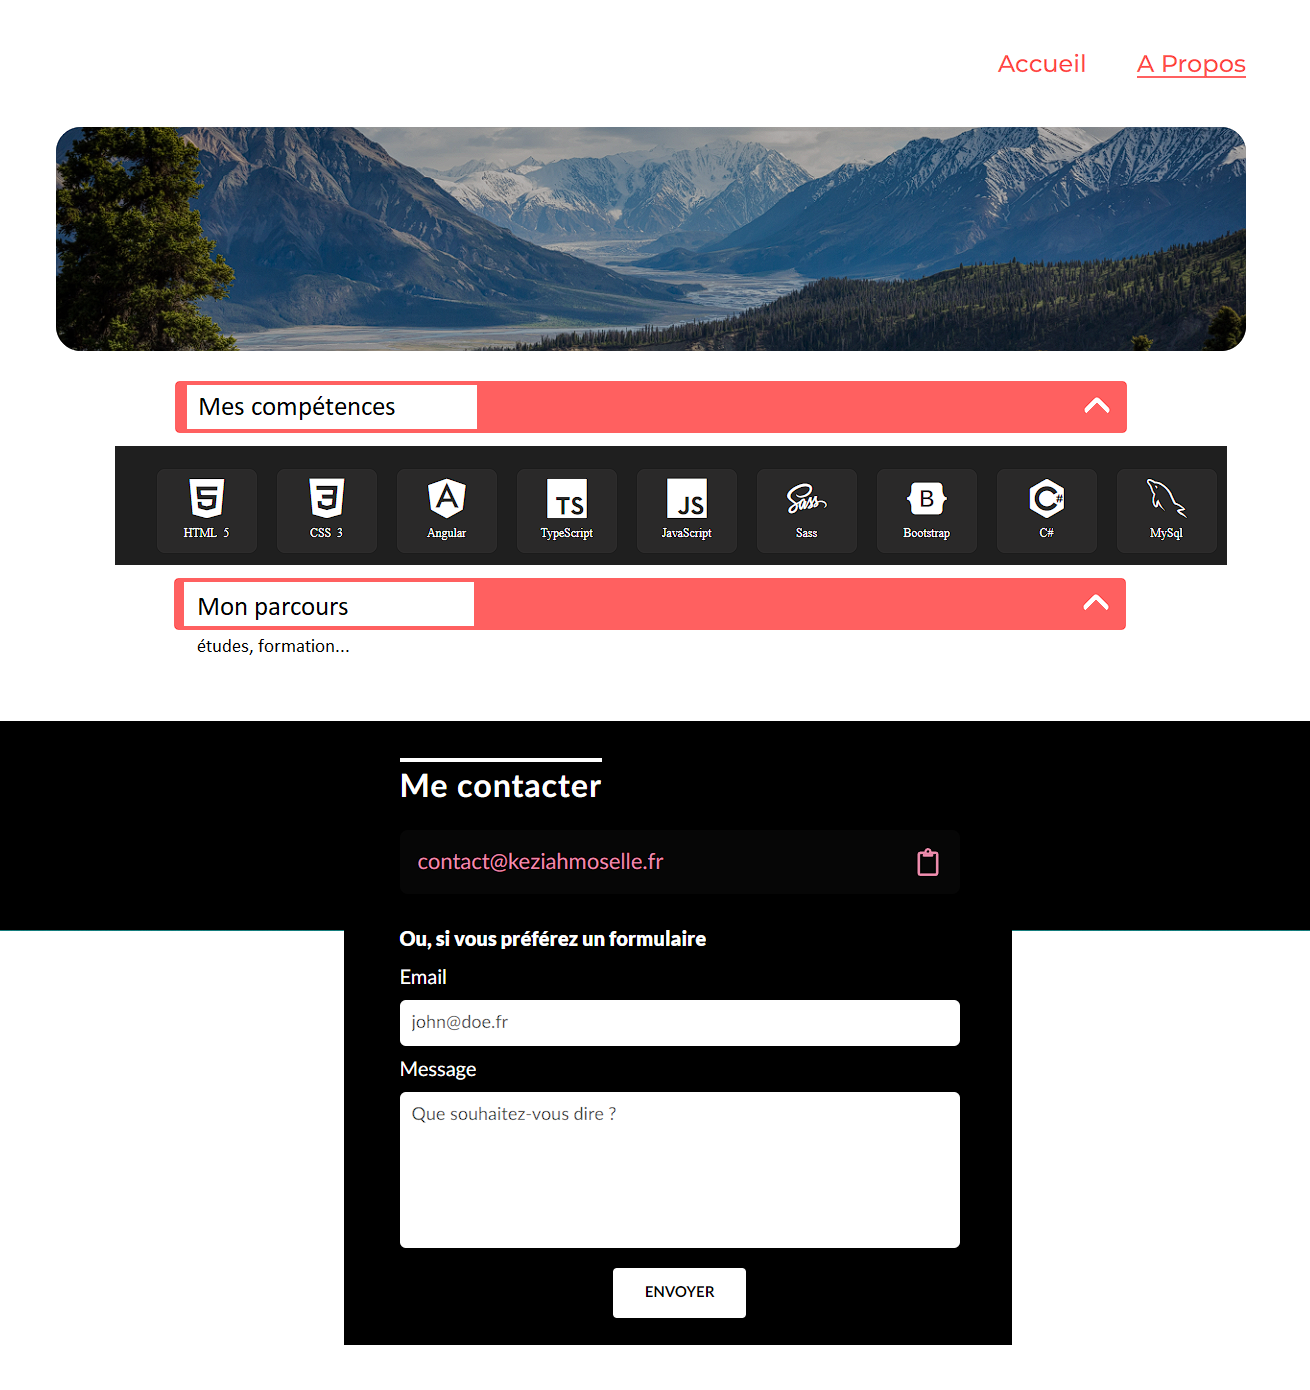 Accueil A Propos
Mes compétences
5 3 A TS JS Sass B C#
HTML 5 CSS 3 Angular TypeScript JavaScript Sass Bootstrap C# MySql
Mon parcours
études, formation...
Me contacter
contact@keziahmoselle.fr
Ou, si vous préférez un formulaire
Email
john@doe.fr
Message
Que souhaitez-vous dire ?
ENVOYER